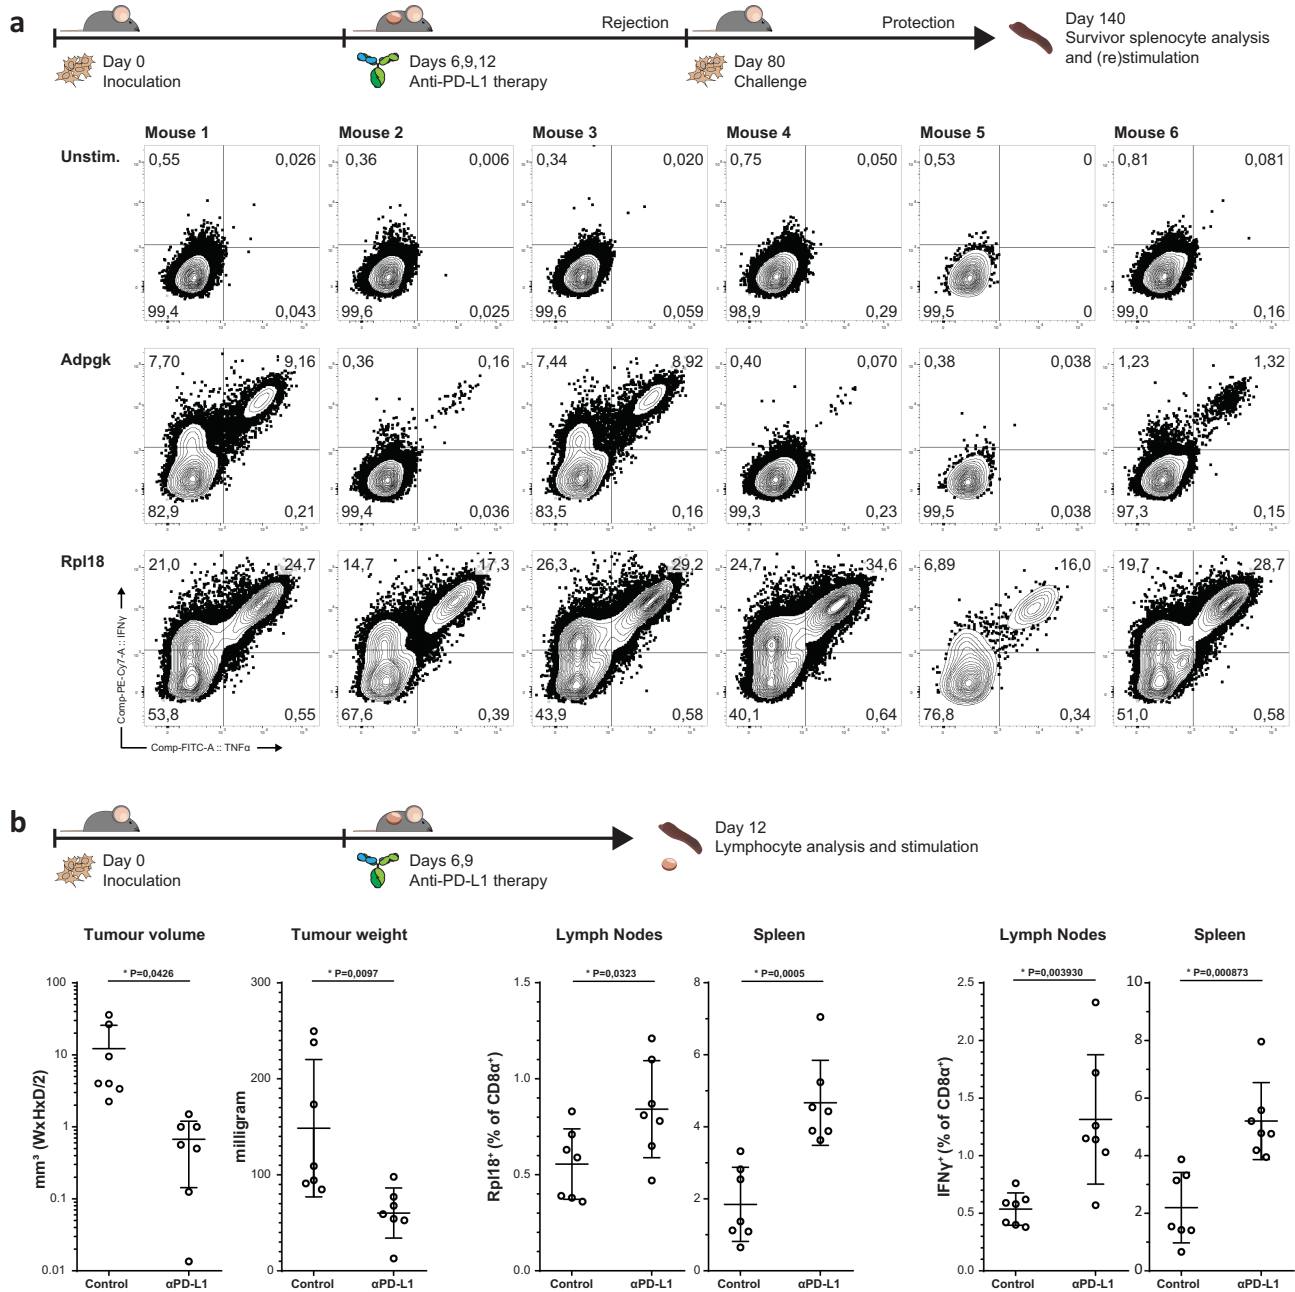 a
Rejection
Protection
Day 0
Inoculation
Days 6,9,12
Anti-PD-L1 therapy
Day 80
Challenge
Day 140
Survivor splenocyte analysis
and (re)stimulation
Mouse 1
Mouse 2
Mouse 3
Mouse 4
Mouse 5
Mouse 6
Unstim.
0,55 0,026
0,36 0,006
0,34 0,020
0,75 0,050
0,53 0
0,81 0,081
99,4 0,043
99,6 0,025
99,6 0,059
98,9 0,29
99,5 0
99,0 0,16
Adpgk
7,70 9,16
0,36 0,16
7,44 8,92
0,40 0,070
0,38 0,038
1,23 1,32
82,9 0,21
99,4 0,036
83,5 0,16
99,3 0,23
99,5 0,038
97,3 0,15
Rpl18
21,0 24,7
14,7 17,3
26,3 29,2
24,7 34,6
6,89 16,0
19,7 28,7
53,8 0,55
67,6 0,39
43,9 0,58
40,1 0,64
76,8 0,34
51,0 0,58
Comp-PE-Cy7-A :: IFNγ
Comp-FITC-A :: TNFα
b
Day 0
Inoculation
Days 6,9
Anti-PD-L1 therapy
Day 12
Lymphocyte analysis and stimulation
Tumour volume
* P=0,0426
mm³ (WxHxD/2)
100
10
1
0.1
0.01
Control αPD-L1
Tumour weight
* P=0,0097
milligram
300
200
100
0
Control αPD-L1
Lymph Nodes
* P=0,0323
Rpl18⁺ (% of CD8α⁺)
1.5
1.0
0.5
0.0
Control αPD-L1
Spleen
* P=0,0005
8
6
4
2
0
Control αPD-L1
Lymph Nodes
* P=0,003930
IFNγ⁺ (% of CD8α⁺)
2.5
2.0
1.5
1.0
0.5
0.0
Control αPD-L1
Spleen
* P=0,000873
10
8
6
4
2
0
Control αPD-L1